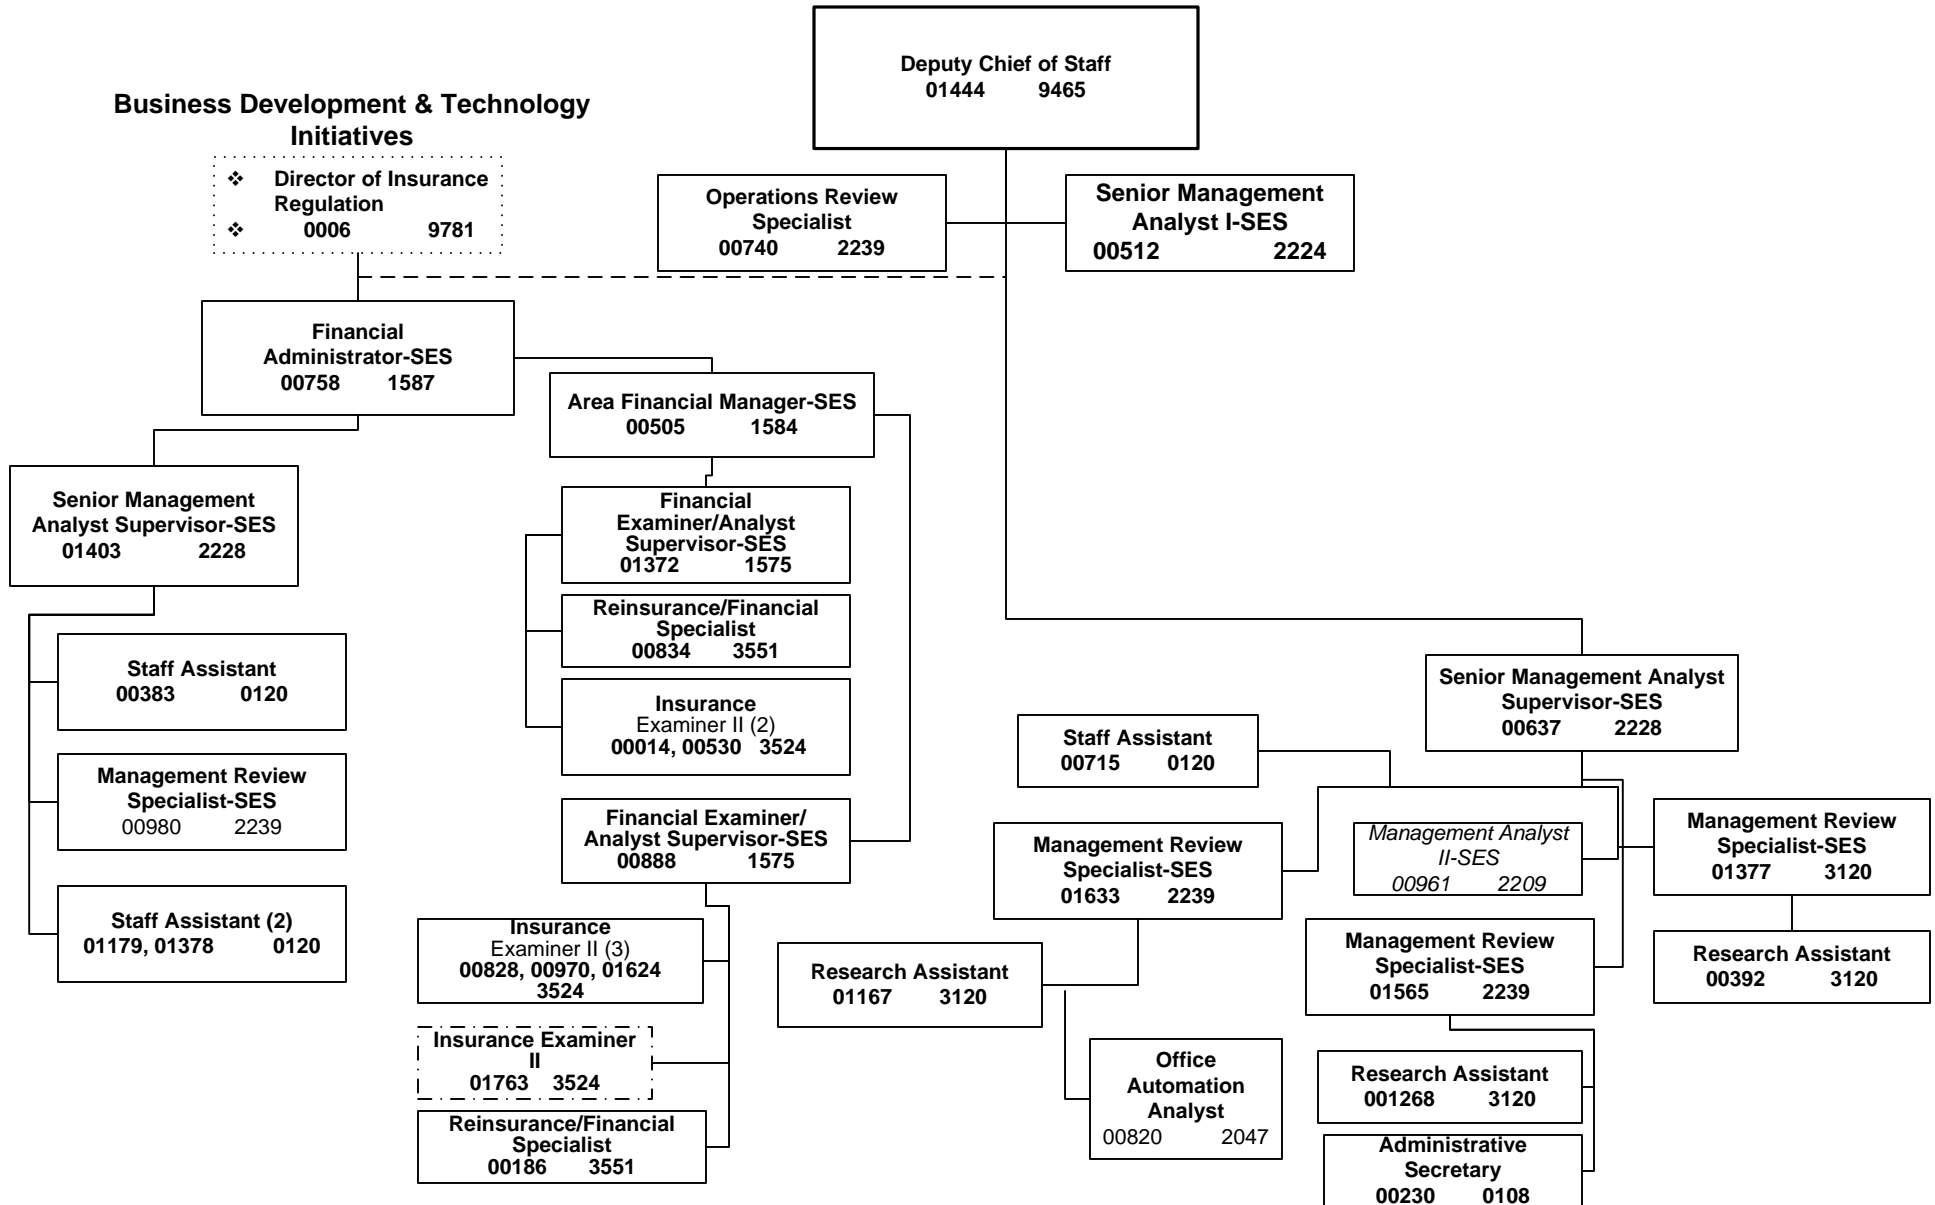 Deputy Chief of Staff
01444 9465
Business Development & Technology
Initiatives
❖ Director of Insurance
Regulation
❖ 0006 9781
Operations Review
Specialist
00740 2239
Senior Management
Analyst I-SES
00512 2224
Financial
Administrator-SES
00758 1587
Area Financial Manager-SES
00505 1584
Senior Management
Analyst Supervisor-SES
01403 2228
Staff Assistant
00383 0120
Management Review
Specialist-SES
00980 2239
Staff Assistant (2)
01179, 01378 0120
Financial
Examiner/Analyst
Supervisor-SES
01372 1575
Reinsurance/Financial
Specialist
00834 3551
Insurance
Examiner II (2)
00014, 00530 3524
Financial Examiner/
Analyst Supervisor-SES
00888 1575
Insurance
Examiner II (3)
00828, 00970, 01624
3524
Insurance Examiner
II
01763 3524
Reinsurance/Financial
Specialist
00186 3551
Senior Management Analyst
Supervisor-SES
00637 2228
Staff Assistant
00715 0120
Management Review
Specialist-SES
01633 2239
Research Assistant
01167 3120
Office
Automation
Analyst
00820 2047
Management Analyst
II-SES
00961 2209
Management Review
Specialist-SES
01565 2239
Research Assistant
001268 3120
Administrative
Secretary
00230 0108
Management Review
Specialist-SES
01377 3120
Research Assistant
00392 3120